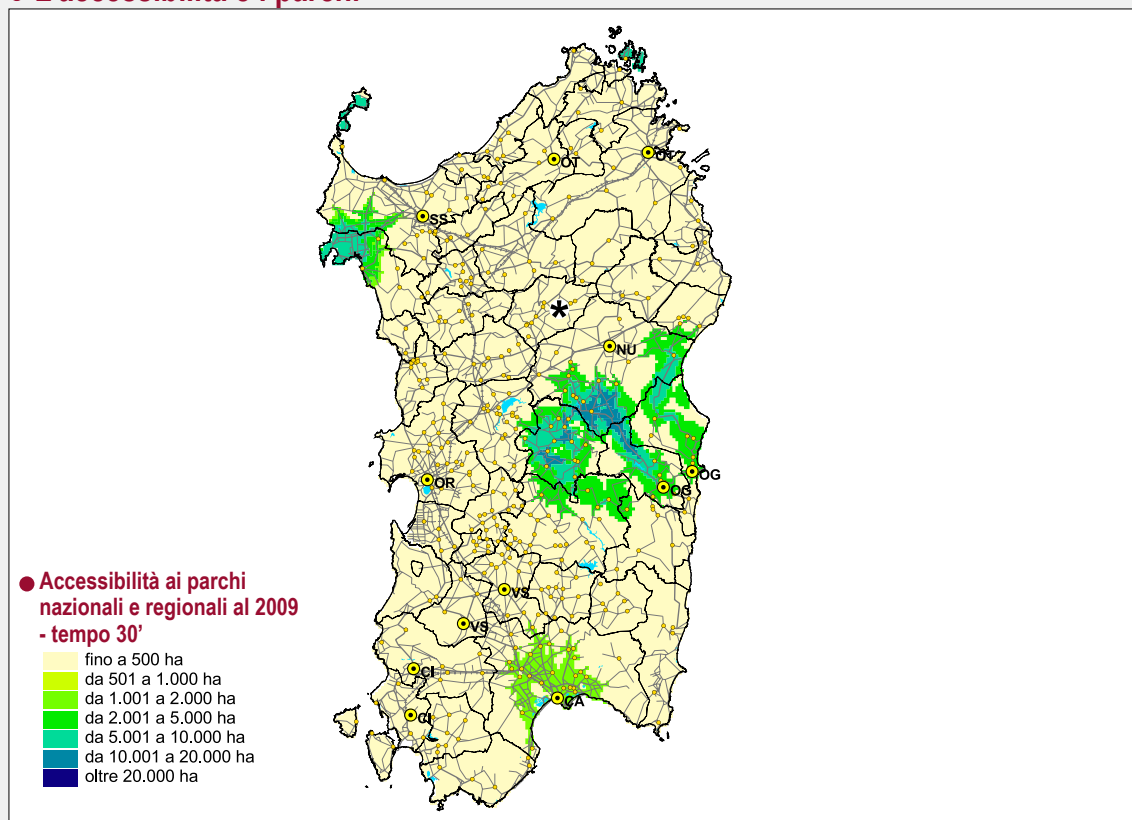 OT
OT
SS
*
NU
OG
OR
OG
VS
VS
CI
CA
CI
Accessibilità ai parchi
nazionali e regionali al 2009
- tempo 30'
fino a 500 ha
da 501 a 1.000 ha
da 1.001 a 2.000 ha
da 2.001 a 5.000 ha
da 5.001 a 10.000 ha
da 10.001 a 20.000 ha
oltre 20.000 ha